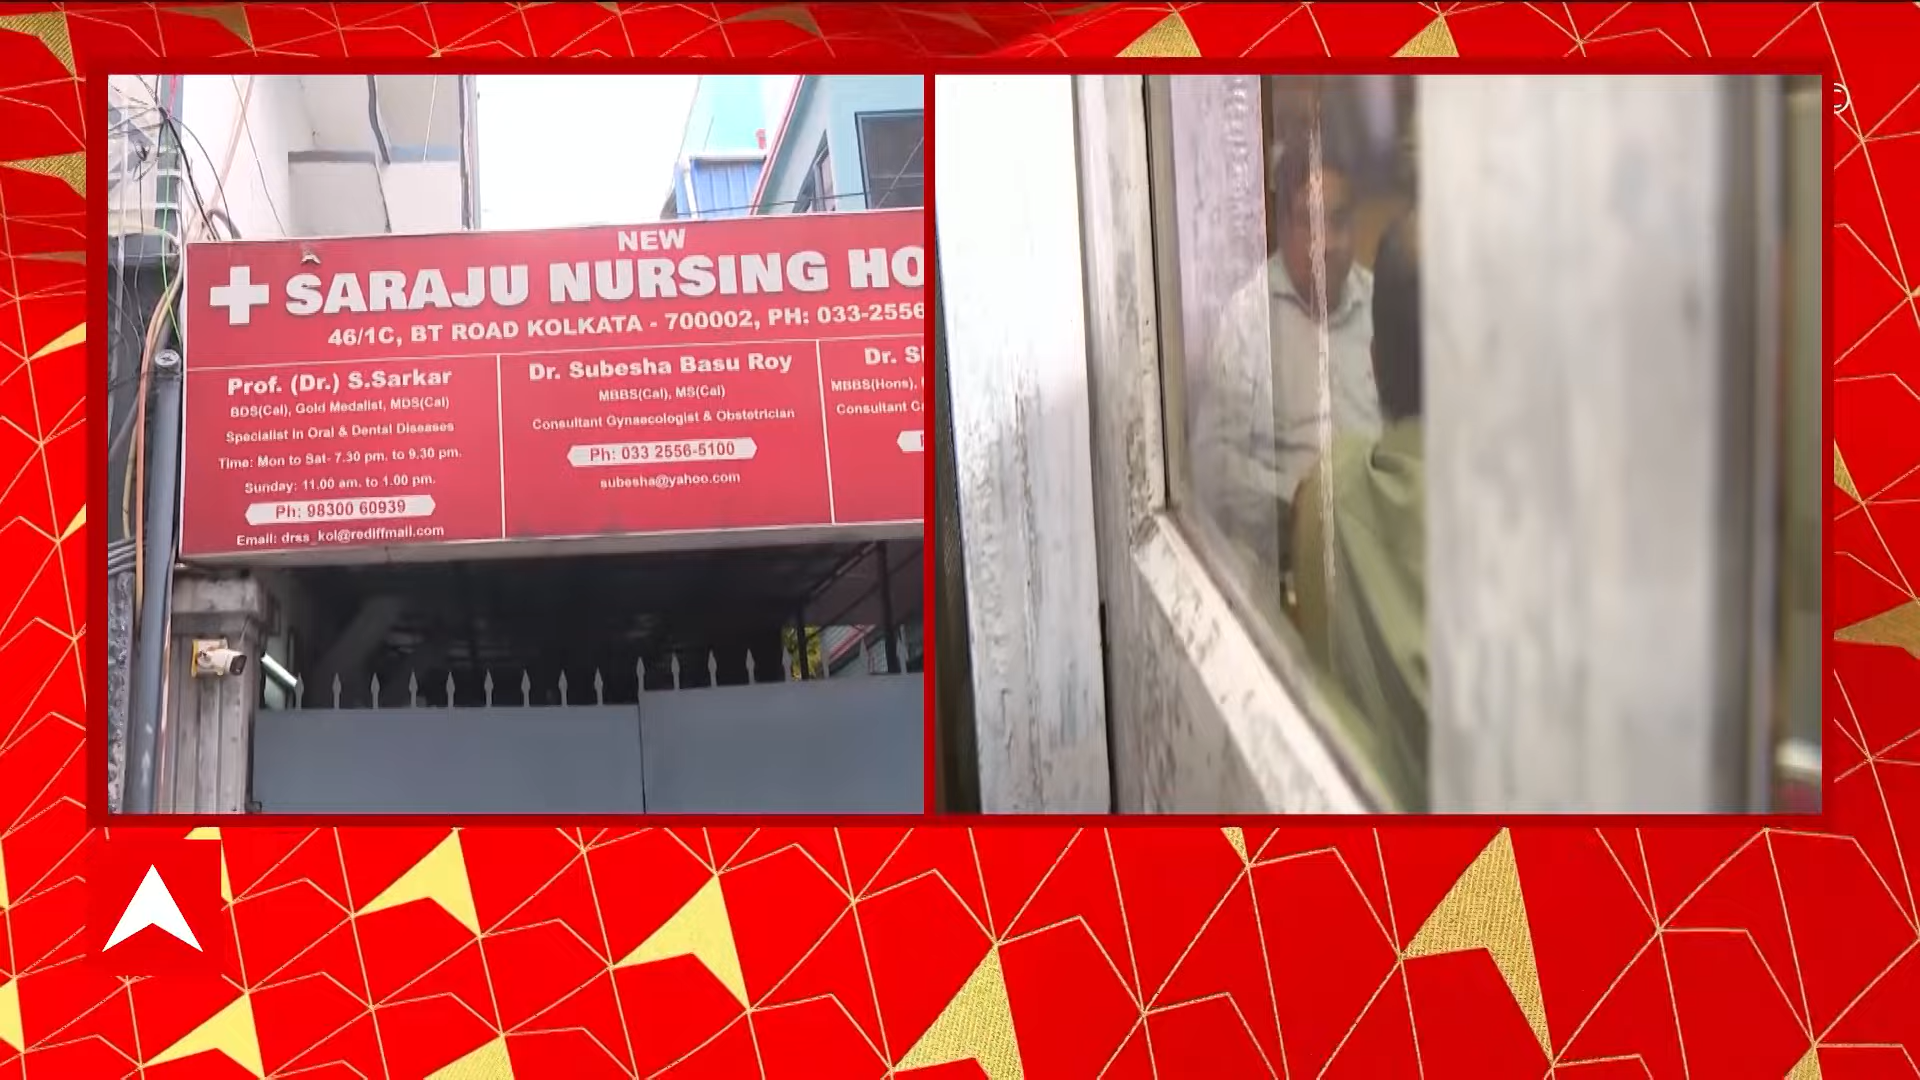 NEW
SARAJU NURSING HO
46/1C, BT ROAD KOLKATA - 700002, PH: 033-2556
Prof. (Dr.) S.Sarkar
BDS(Cal), Gold Medalist, MDS(Cal)
Specialist in Oral & Dental Diseases
Time: Mon to Sat- 7.30 pm. to 9.30 pm.
Sunday: 11.00 am. to 1.00 pm.
Ph: 98300 60939
Email: drss_kol@rediffmail.com
Dr. Subesha Basu Roy
MBBS(Cal), MS(Cal)
Consultant Gynaecologist & Obstetrician
Ph: 033 2556-5100
subesha@yahoo.com
Dr. S
MBBS(Hons),
Consultant